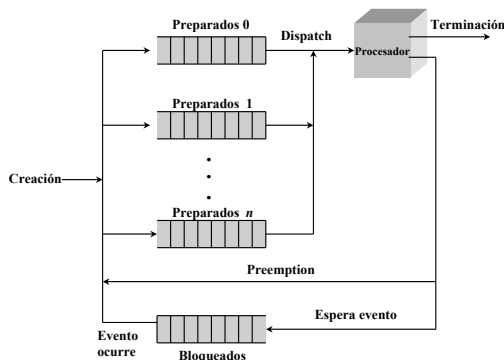 Preparados 0
Dispatch
Terminación
Procesador
Preparados 1
Creación
Preparados n
Preemption
Espera evento
Evento
ocurre
Bloqueados